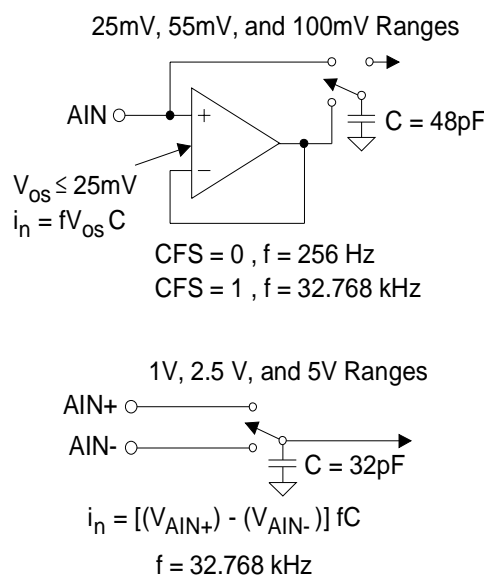 25mV, 55mV, and 100mV Ranges
AIN
+
−
C = 48pF
V_os ≤ 25mV
i_n = fV_os C
CFS = 0 , f = 256 Hz
CFS = 1 , f = 32.768 kHz
1V, 2.5 V, and 5V Ranges
AIN+
AIN-
C = 32pF
i_n = [(V_AIN+) - (V_AIN-)] fC
f = 32.768 kHz